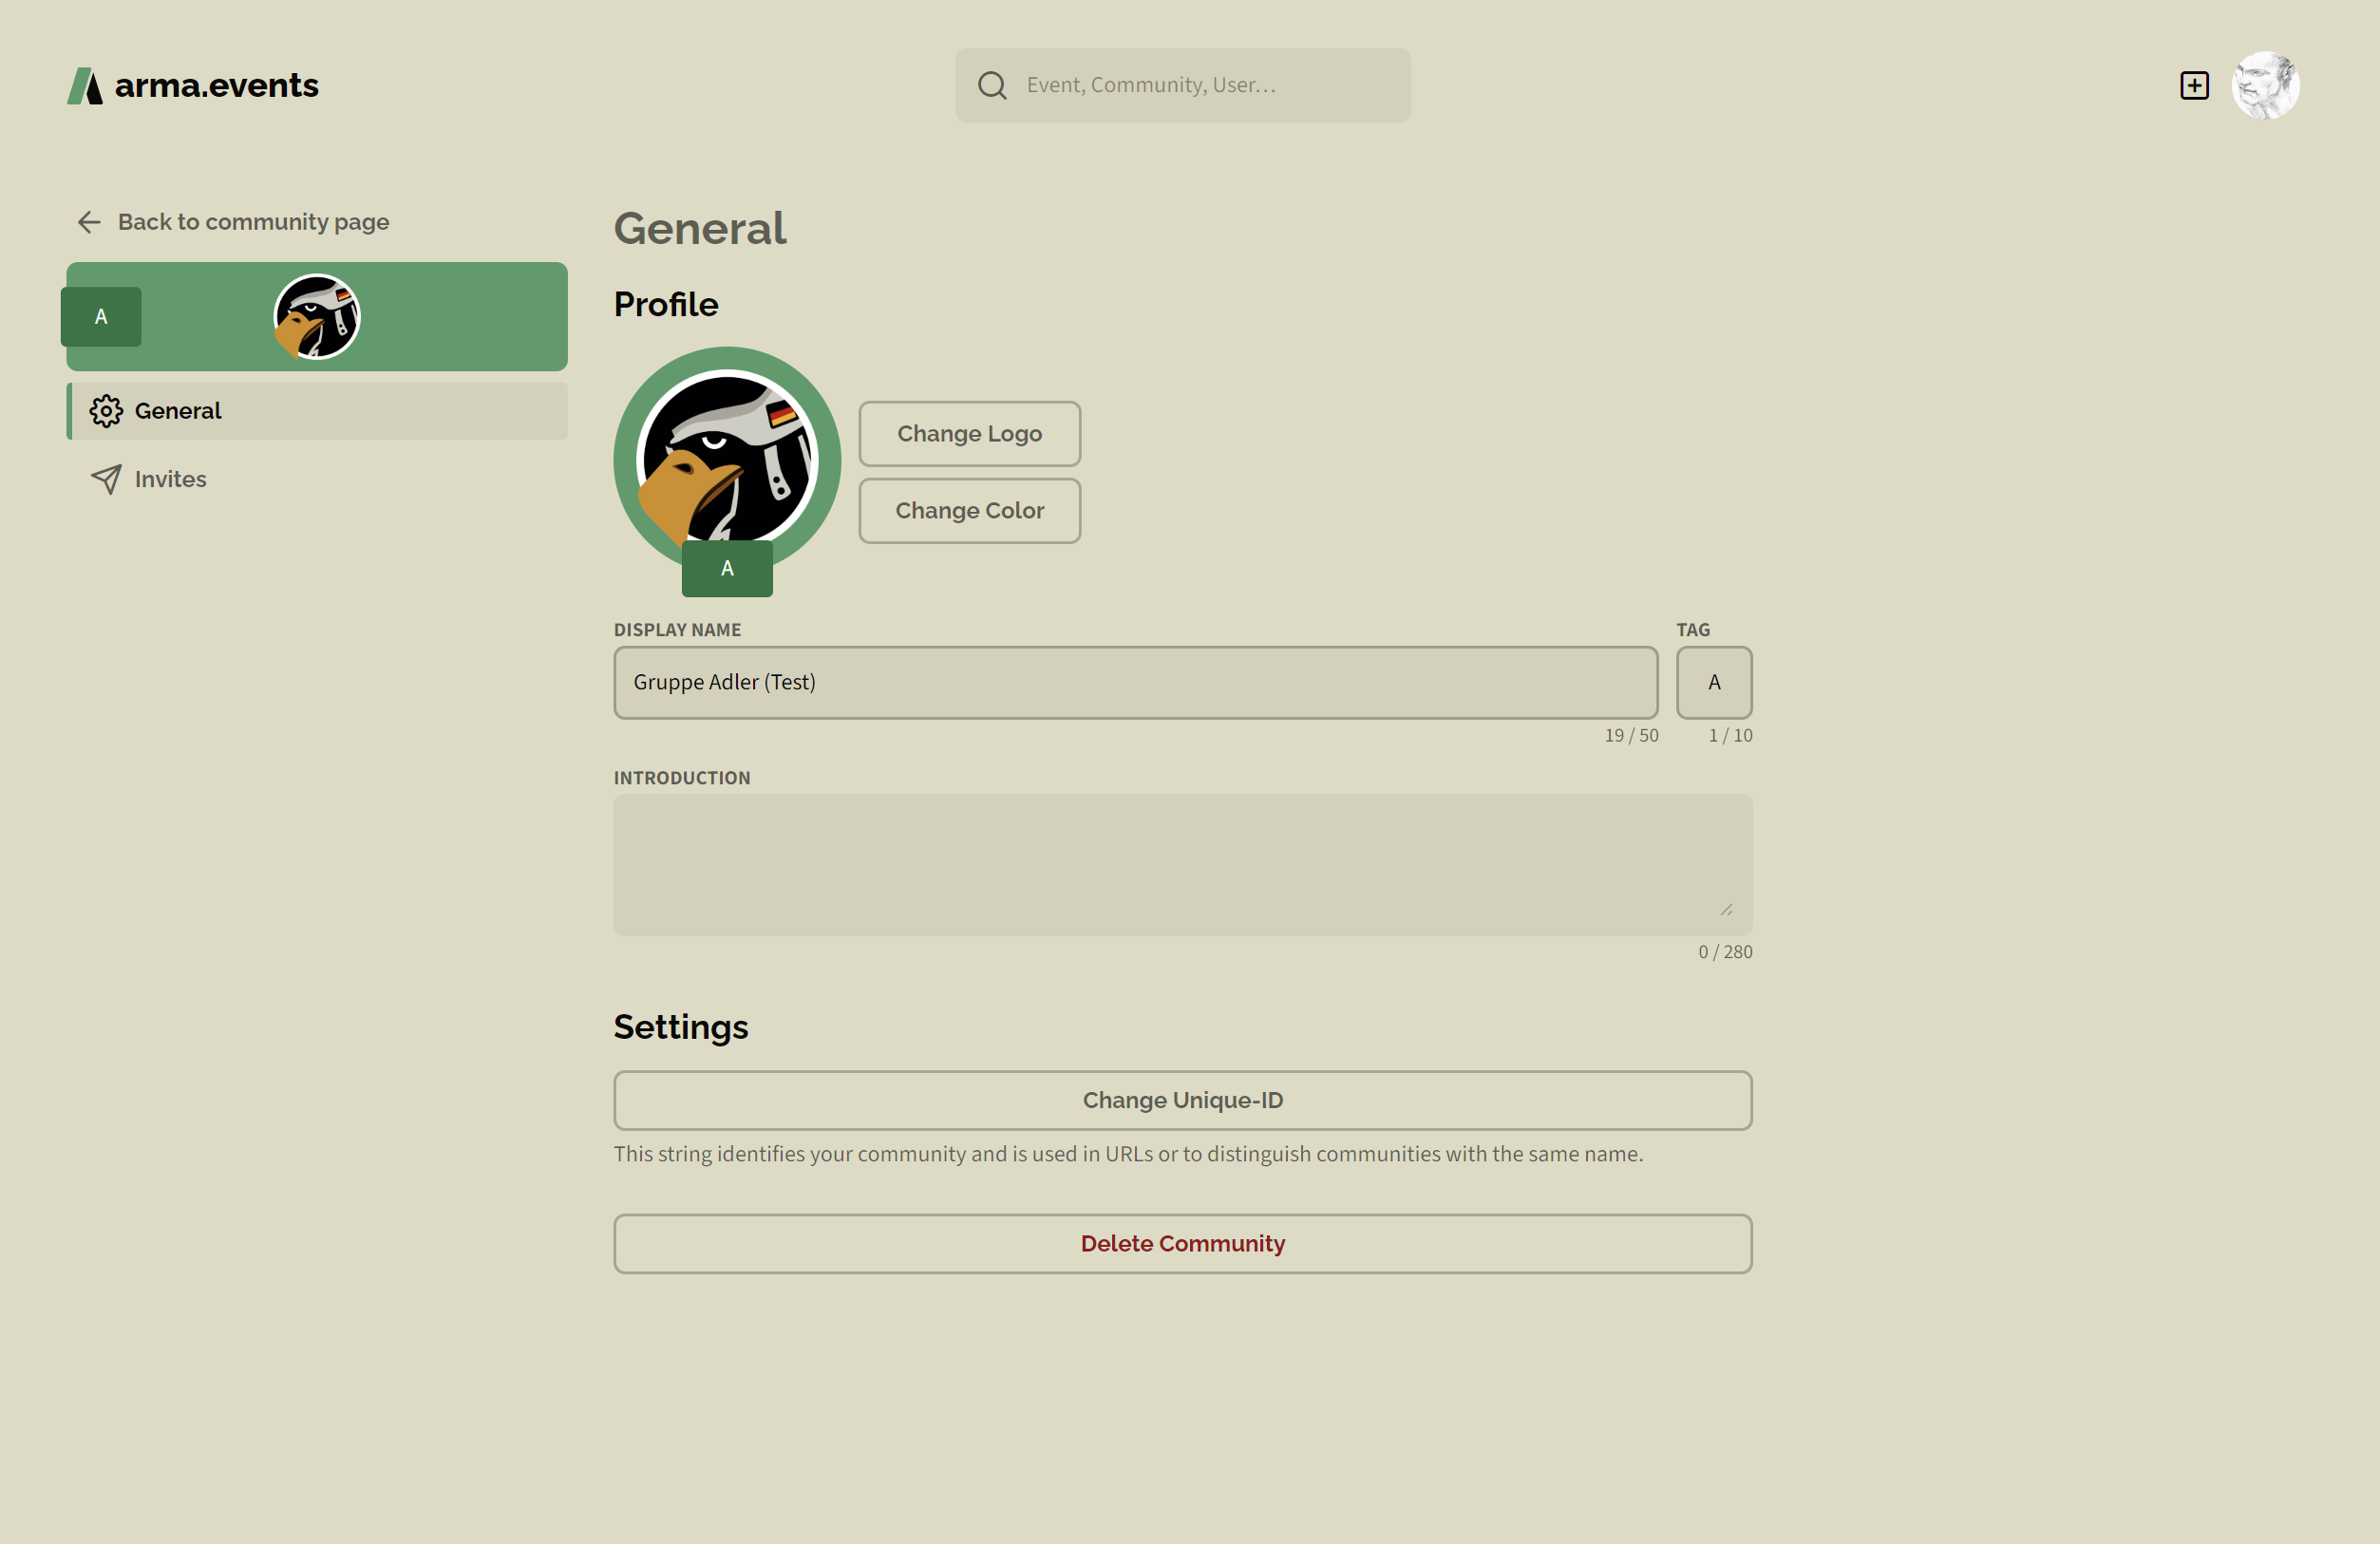 arma.events
Event, Community, User...
Back to community page
A
General
Invites
General
Profile
A
Change Logo
Change Color
DISPLAY NAME
TAG
Gruppe Adler (Test)
A
19 / 50
1 / 10
INTRODUCTION
0 / 280
Settings
Change Unique-ID
This string identifies your community and is used in URLs or to distinguish communities with the same name.
Delete Community